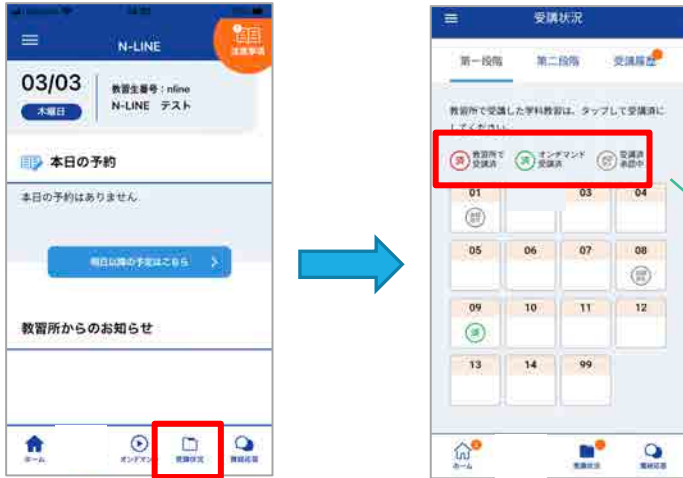 N-LINE
注意事項
03/03
木曜日
教習生番号：nline
N-LINE テスト
本日の予約
本日の予約はありません
明日以降の予定はこちら
教習所からのお知らせ
ホーム
オンデマン
受講状況
質疑応答
受講状況
第一段階
第二段階
受講履歴
教習所で受講した学科教習は、タップして受講済に
してください。
済 教習所で
受講済
済 オンデマンド
受講済
受講済
承認中
01
03
04
05
06
07
08
09
10
11
12
済
13
14
99
ホーム
受講状況
質疑応答